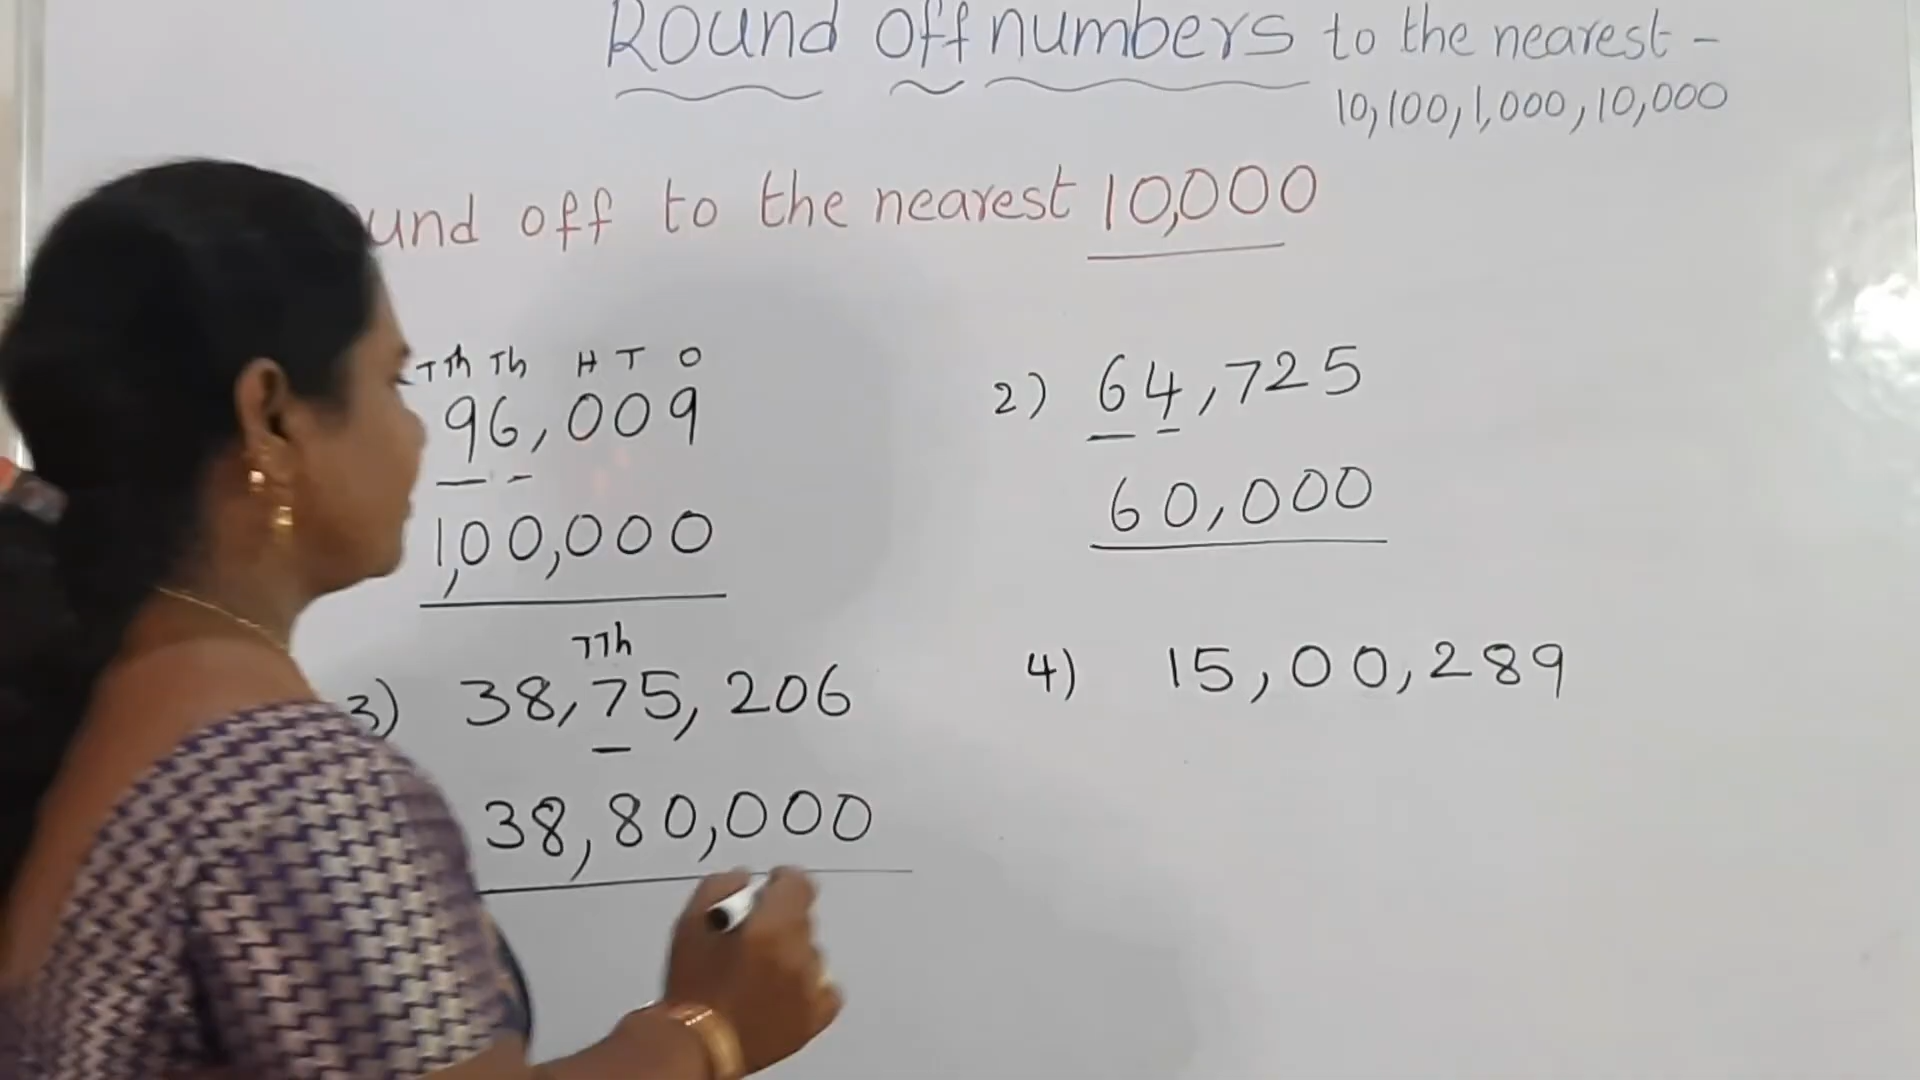 Round off numbers to the nearest -
10,100,1,000,10,000
und off to the nearest 10,000
TTh Th H T O
96,009
1,00,000
2) 64,725
60,000
TTh
3) 38,75,206
38,80,000
4) 15,00,289